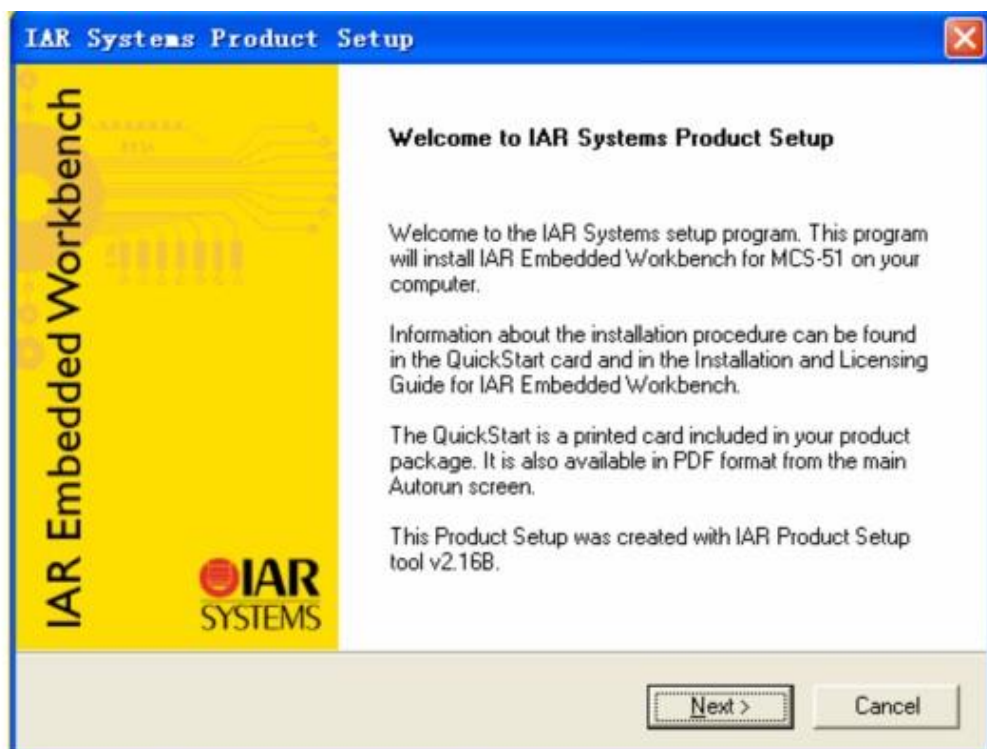 IAR Systems Product Setup
IAR Embedded Workbench
Welcome to IAR Systems Product Setup
Welcome to the IAR Systems setup program. This program
will install IAR Embedded Workbench for MCS-51 on your
computer.
Information about the installation procedure can be found
in the QuickStart card and in the Installation and Licensing
Guide for IAR Embedded Workbench.
The QuickStart is a printed card included in your product
package. It is also available in PDF format from the main
Autorun screen.
This Product Setup was created with IAR Product Setup
tool v2.16B.
IAR
SYSTEMS
Next >
Cancel